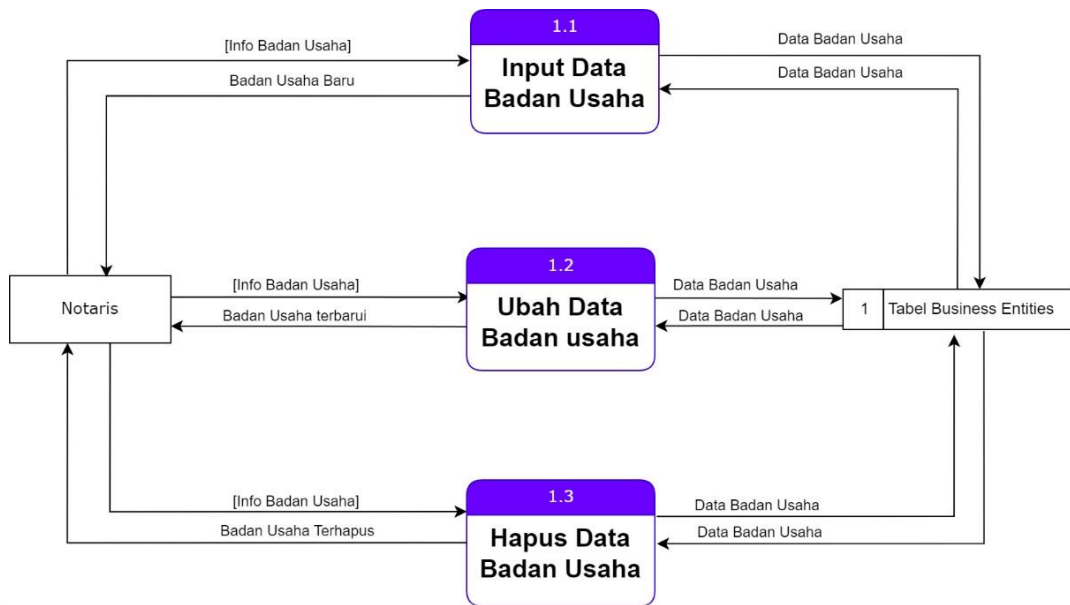 1.1
Input Data
Badan Usaha
[Info Badan Usaha]
Badan Usaha Baru
Data Badan Usaha
Data Badan Usaha
Notaris
[Info Badan Usaha]
Badan Usaha terbarui
1.2
Ubah Data
Badan usaha
Data Badan Usaha
Data Badan Usaha
1 Tabel Business Entities
[Info Badan Usaha]
Badan Usaha Terhapus
1.3
Hapus Data
Badan Usaha
Data Badan Usaha
Data Badan Usaha